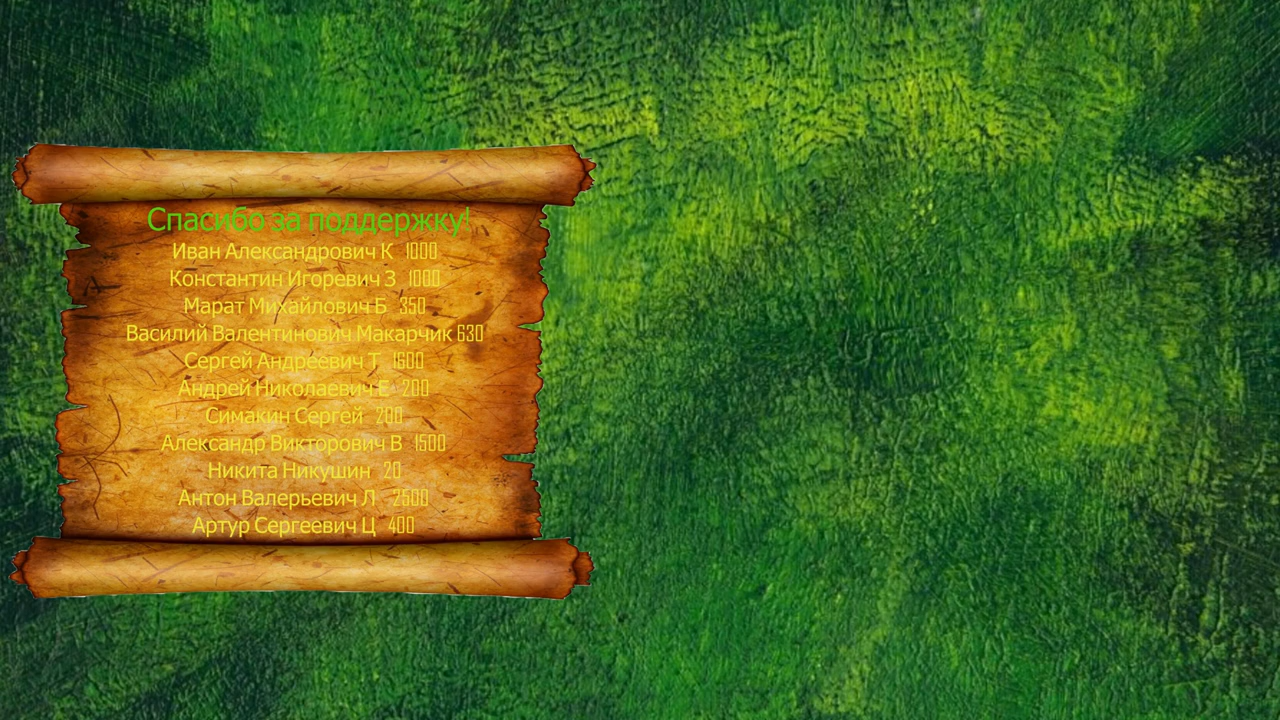 Спасибо за поддержку!
Иван Александрович К 1000
Константин Игоревич З 1000
Марат Михайлович Б 350
Василий Валентинович Макарчик 630
Сергей Андреевич Т 1600
Андрей Николаевич Е 200
Симакин Сергей 200
Александр Викторович В 1500
Никита Никушин 20
Антон Валерьевич Л 2500
Артур Сергеевич Ц 400